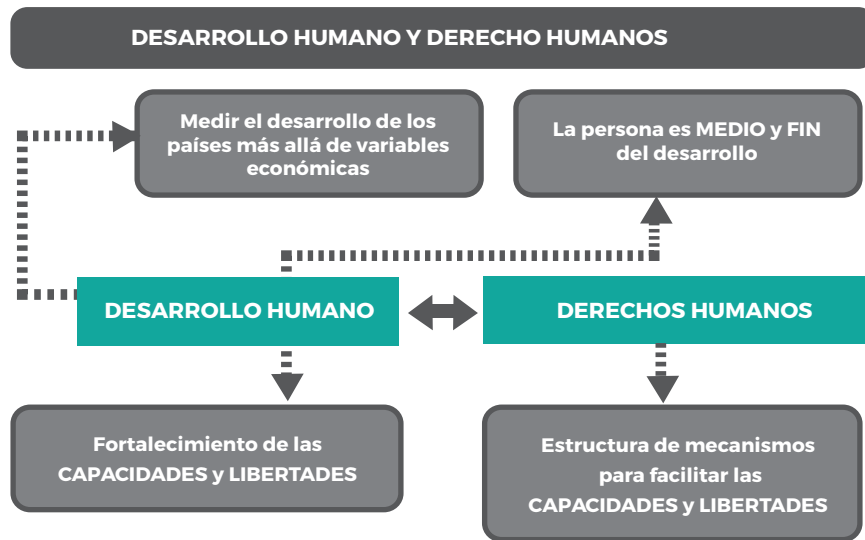 DESARROLLO HUMANO Y DERECHO HUMANOS
Medir el desarrollo de los
países más allá de variables
económicas
La persona es MEDIO y FIN
del desarrollo
DESARROLLO HUMANO
DERECHOS HUMANOS
Fortalecimiento de las
CAPACIDADES y LIBERTADES
Estructura de mecanismos
para facilitar las
CAPACIDADES y LIBERTADES